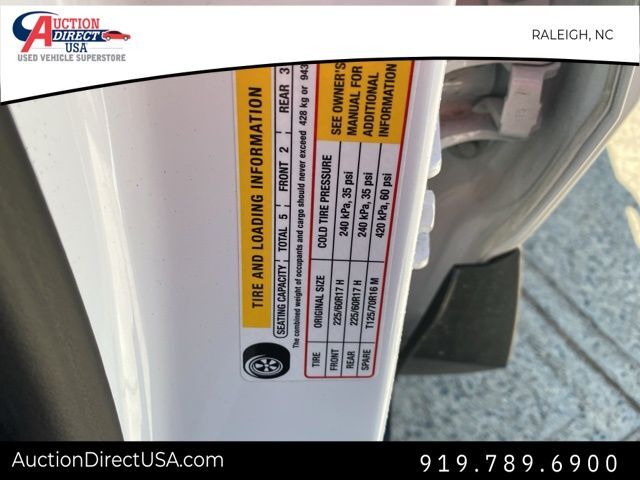 AUCTION
DIRECT
USA
USED VEHICLE SUPERSTORE
RALEIGH, NC
TIRE AND LOADING INFORMATION
SEATING CAPACITY TOTAL 5 FRONT 2 REAR 3
The combined weight of occupants and cargo should never exceed 428 kg or 943
TIRE ORIGINAL SIZE COLD TIRE PRESSURE
FRONT 225/60R17 H 240 kPa, 35 psi
REAR 225/60R17 H 240 kPa, 35 psi
SPARE T125/70R16 M 420 kPa, 60 psi
SEE OWNER'S
MANUAL FOR
ADDITIONAL
INFORMATION
AuctionDirectUSA.com
919.789.6900